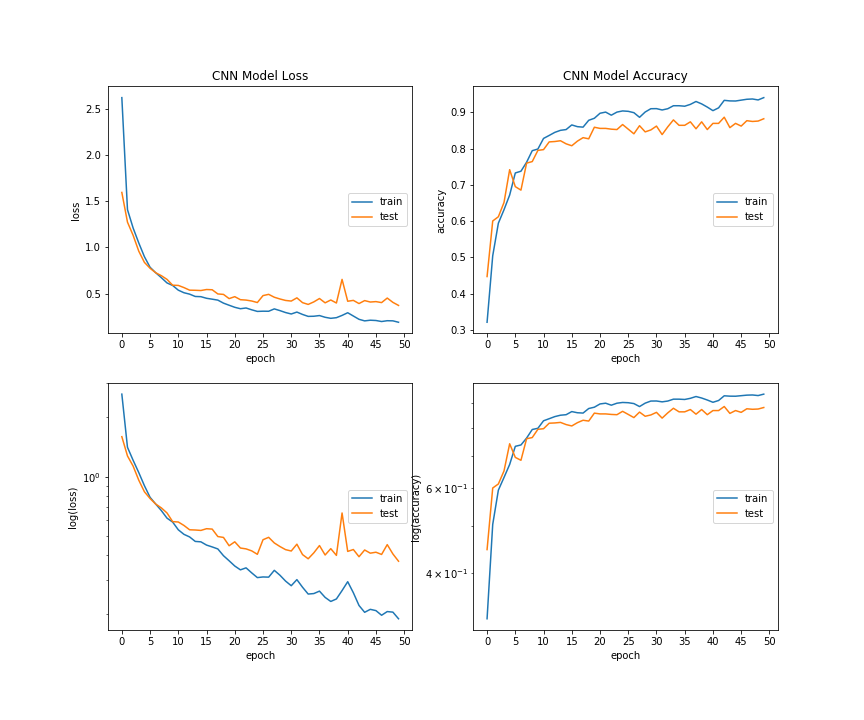 CNN Model Loss
2.5
2.0
1.5
1.0
0.5
loss
train
test
0 5 10 15 20 25 30 35 40 45 50
epoch
CNN Model Accuracy
0.9
0.8
0.7
0.6
0.5
0.4
0.3
accuracy
train
test
0 5 10 15 20 25 30 35 40 45 50
epoch
10⁰
log(loss)
train
test
0 5 10 15 20 25 30 35 40 45 50
epoch
6 × 10⁻¹
4 × 10⁻¹
log(accuracy)
train
test
0 5 10 15 20 25 30 35 40 45 50
epoch